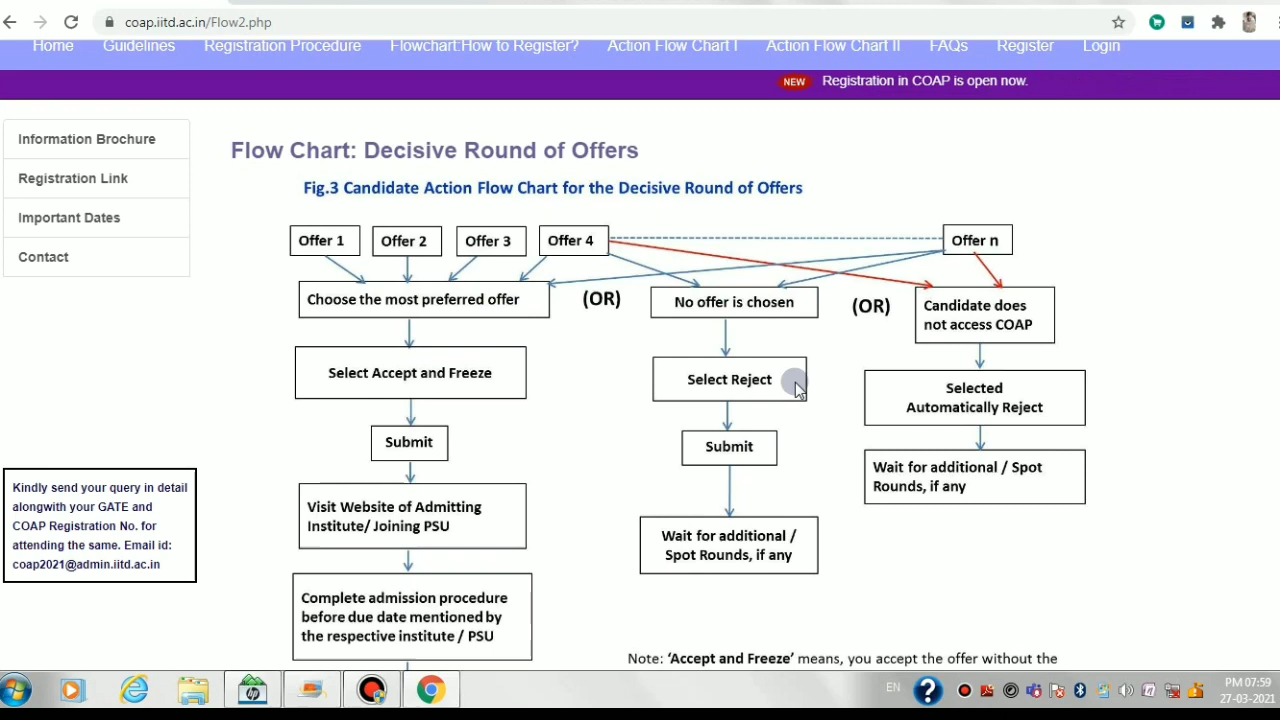 coap.iitd.ac.in/Flow2.php
Home Guidelines Registration Procedure Flowchart:How to Register? Action Flow Chart I Action Flow Chart II FAQs Register Login
NEW Registration in COAP is open now.
Information Brochure
Registration Link
Important Dates
Contact
Kindly send your query in detail
alongwith your GATE and
COAP Registration No. for
attending the same. Email id:
coap2021@admin.iitd.ac.in
Flow Chart: Decisive Round of Offers
Fig.3 Candidate Action Flow Chart for the Decisive Round of Offers
Offer 1 Offer 2 Offer 3 Offer 4 Offer n
Choose the most preferred offer
(OR)
No offer is chosen
(OR)
Candidate does
not access COAP
Select Accept and Freeze
Select Reject
Selected
Automatically Reject
Submit
Submit
Wait for additional / Spot
Rounds, if any
Visit Website of Admitting
Institute/ Joining PSU
Wait for additional /
Spot Rounds, if any
Complete admission procedure
before due date mentioned by
the respective institute / PSU
Note: ‘Accept and Freeze’ means, you accept the offer without the
EN
PM 07:59
27-03-2021